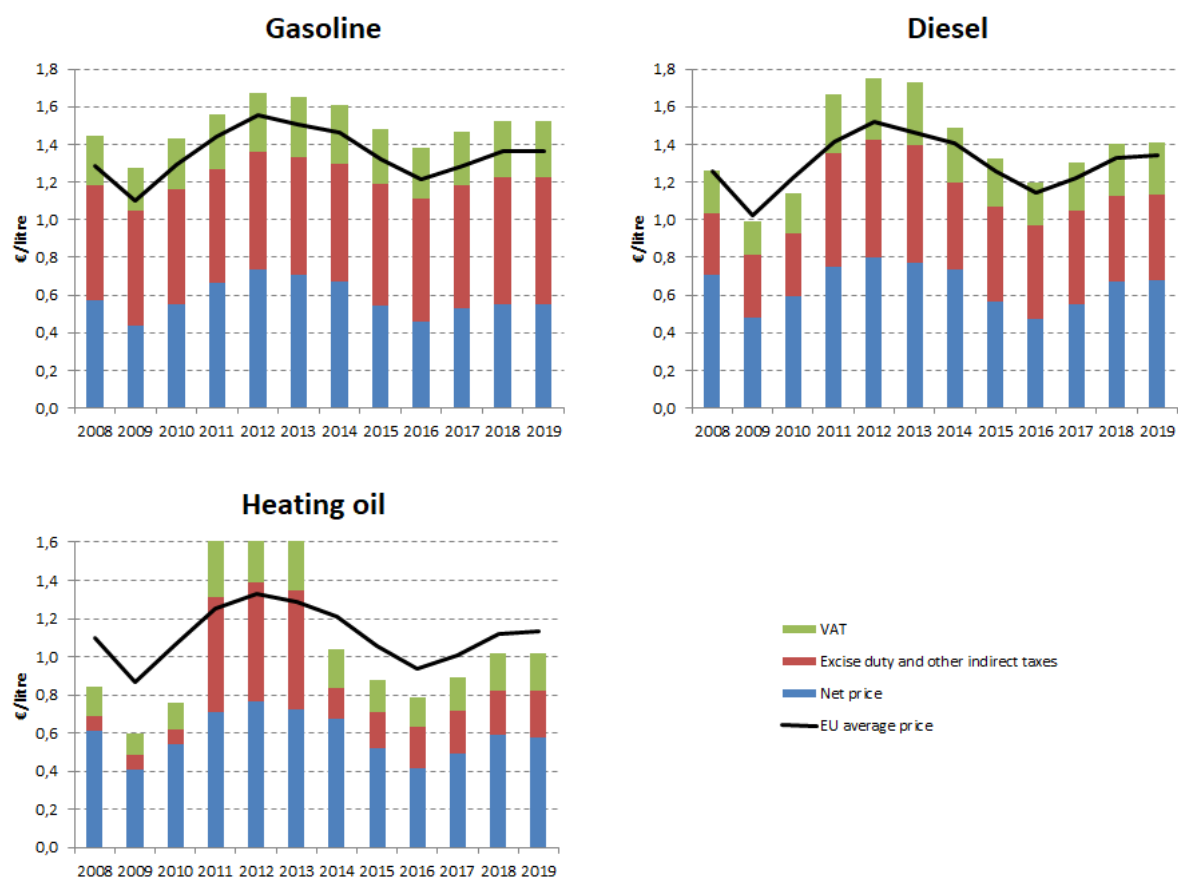 Gasoline
1,8
1,6
1,4
1,2
1,0
0,8
0,6
0,4
0,2
0,0
€/litre
2008 2009 2010 2011 2012 2013 2014 2015 2016 2017 2018 2019
Diesel
1,8
1,6
1,4
1,2
1,0
0,8
0,6
0,4
0,2
0,0
€/litre
2008 2009 2010 2011 2012 2013 2014 2015 2016 2017 2018 2019
Heating oil
1,6
1,4
1,2
1,0
0,8
0,6
0,4
0,2
0,0
€/litre
2008 2009 2010 2011 2012 2013 2014 2015 2016 2017 2018 2019
VAT
Excise duty and other indirect taxes
Net price
EU average price